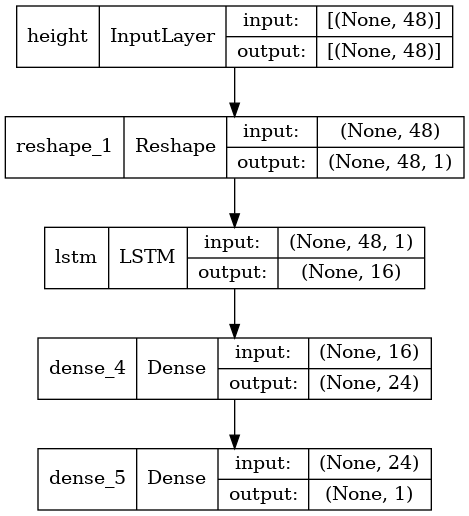 height InputLayer input: [(None, 48)]
output: [(None, 48)]
reshape_1 Reshape input: (None, 48)
output: (None, 48, 1)
lstm LSTM input: (None, 48, 1)
output: (None, 16)
dense_4 Dense input: (None, 16)
output: (None, 24)
dense_5 Dense input: (None, 24)
output: (None, 1)